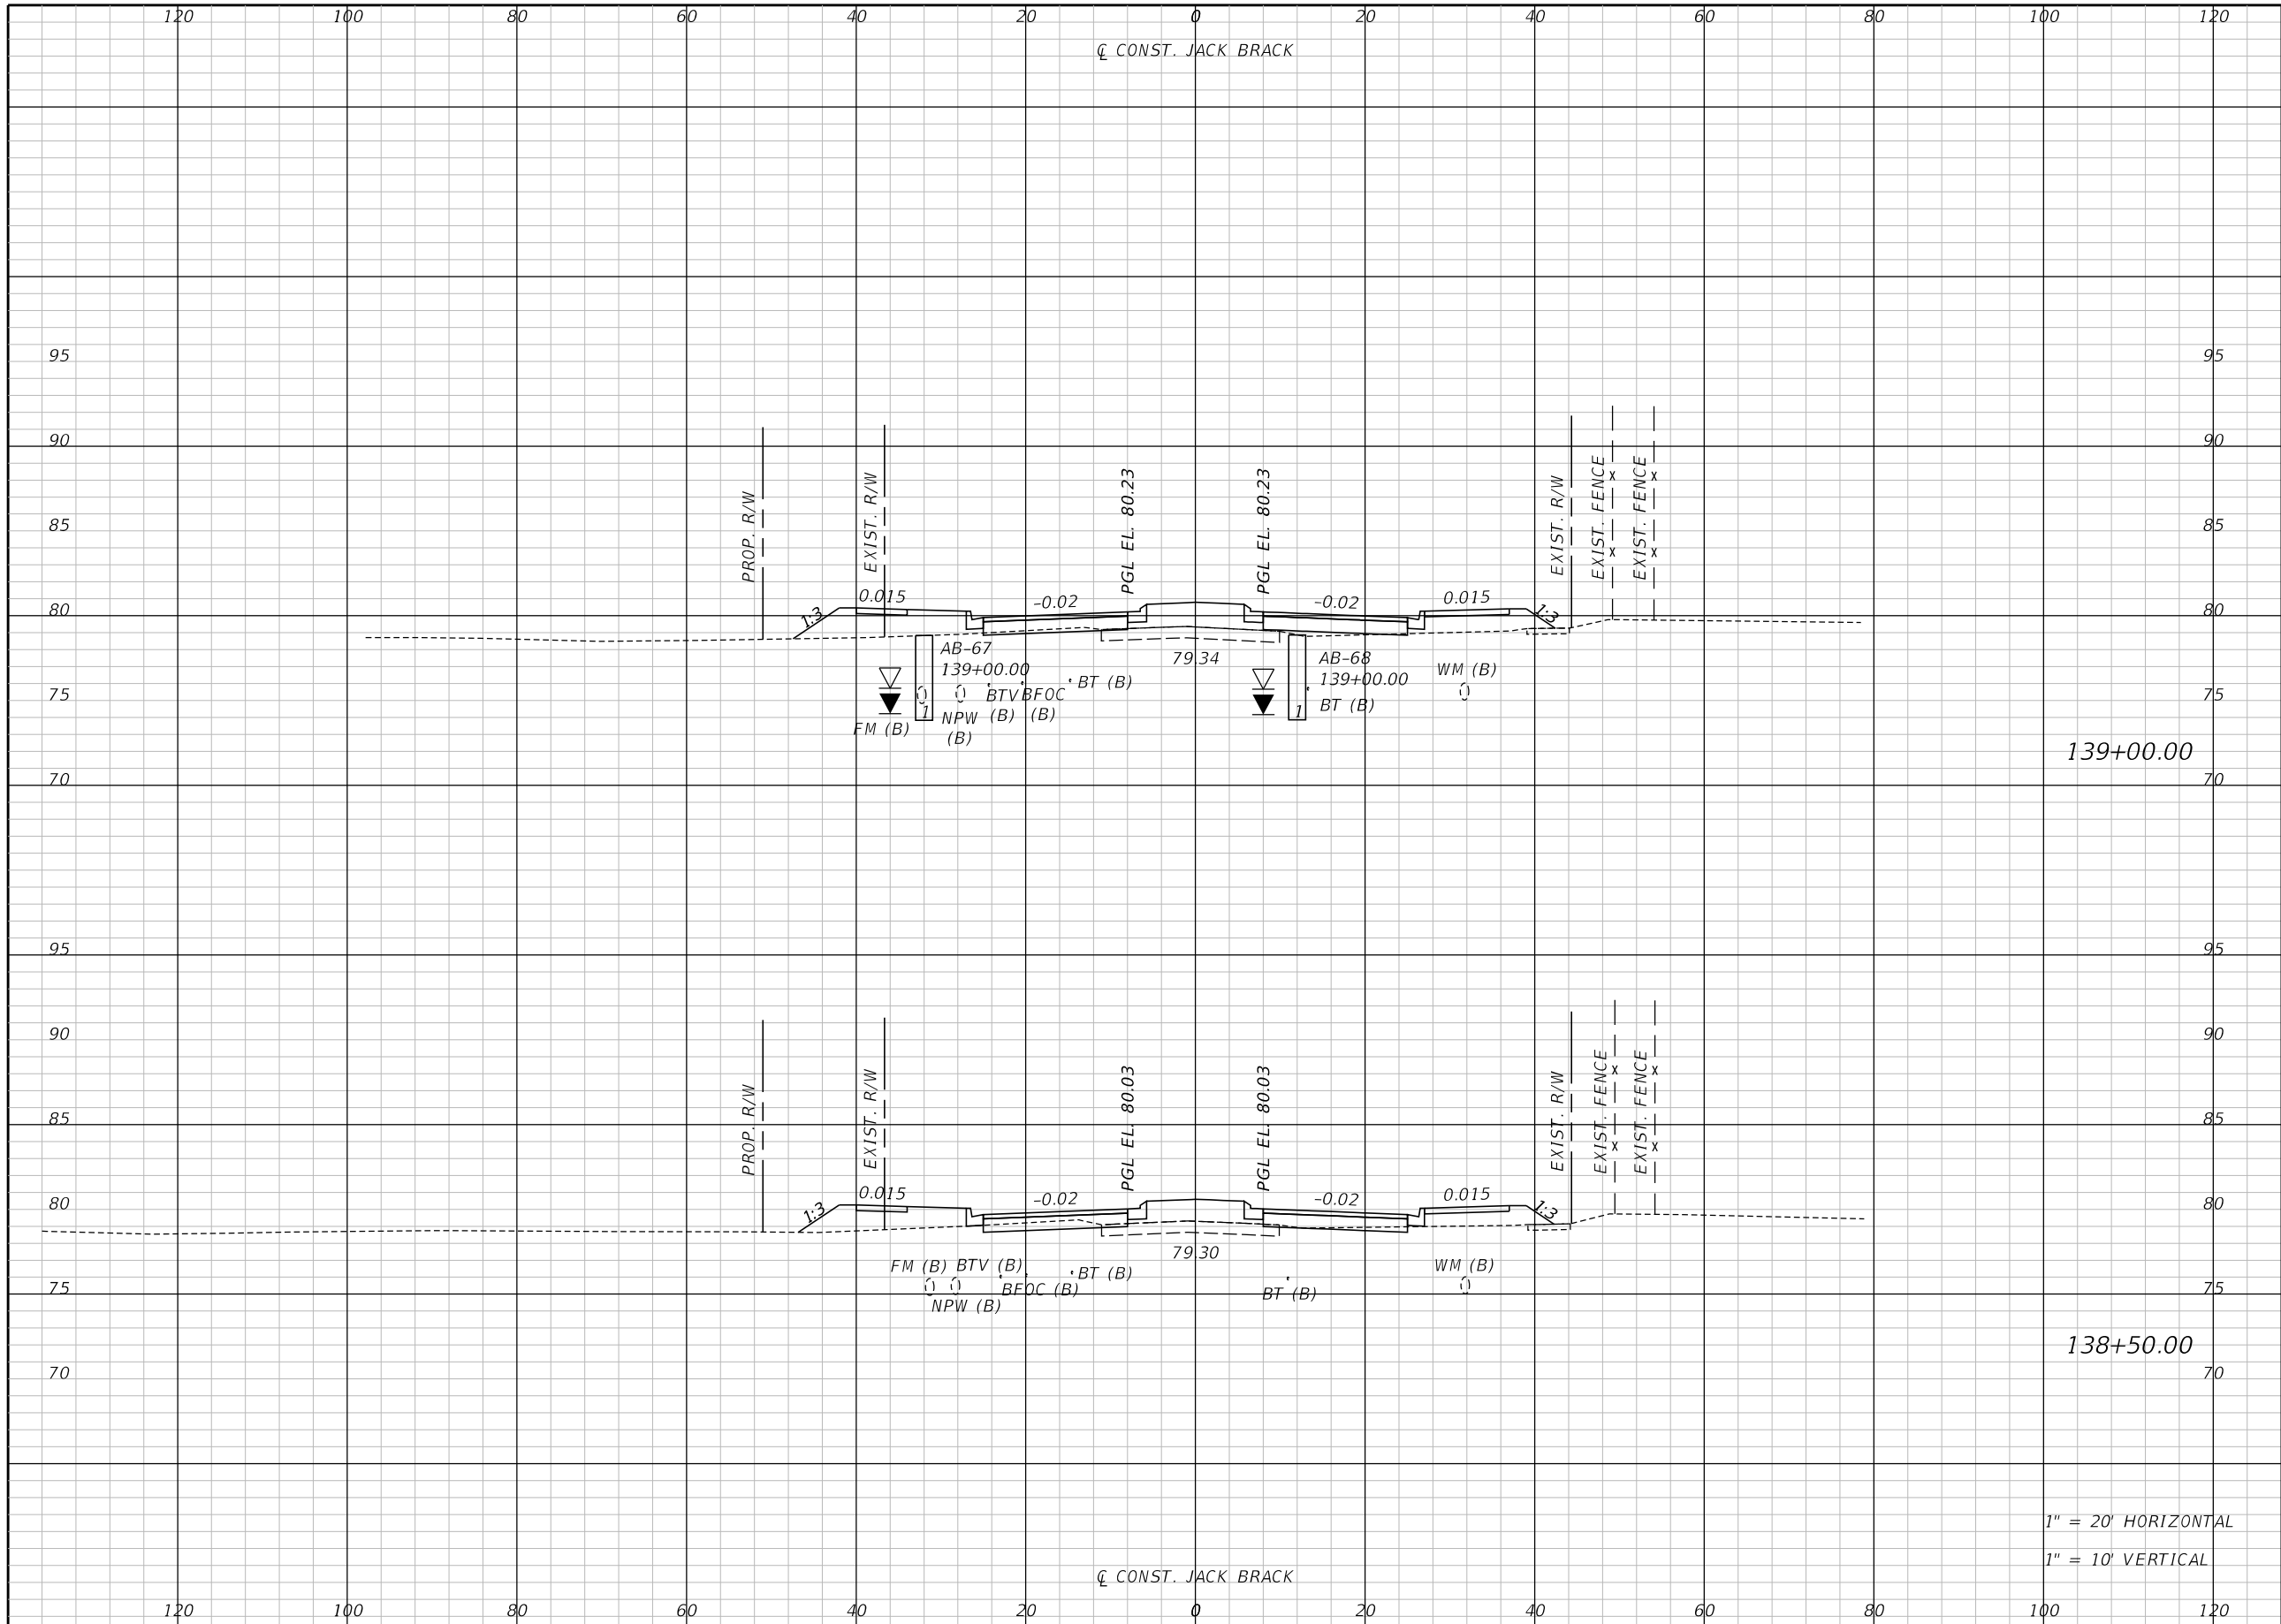 120 100 80 60 40 20 0 20 40 60 80 100 120
℄ CONST. JACK BRACK
95 95
90 90
85 85
80 80
75 75
70 70
PROP. R/W
EXIST. R/W
PGL EL. 80.23
PGL EL. 80.23
EXIST. R/W
EXIST. FENCE
EXIST. FENCE
1:3
0.015
-0.02
-0.02
0.015
1:3
79.34
AB-67
139+00.00
1
FM (B)
NPW
(B)
BTV
(B)
BFOC
(B)
BT (B)
AB-68
139+00.00
1
BT (B)
WM (B)
139+00.00
95 95
90 90
85 85
80 80
75 75
70 70
PROP. R/W
EXIST. R/W
PGL EL. 80.03
PGL EL. 80.03
EXIST. R/W
EXIST. FENCE
EXIST. FENCE
1:3
0.015
-0.02
-0.02
0.015
1:3
79.30
FM (B)
BTV (B)
NPW (B)
BFOC (B)
BT (B)
BT (B)
WM (B)
138+50.00
1" = 20' HORIZONTAL
1" = 10' VERTICAL
℄ CONST. JACK BRACK
120 100 80 60 40 20 0 20 40 60 80 100 120